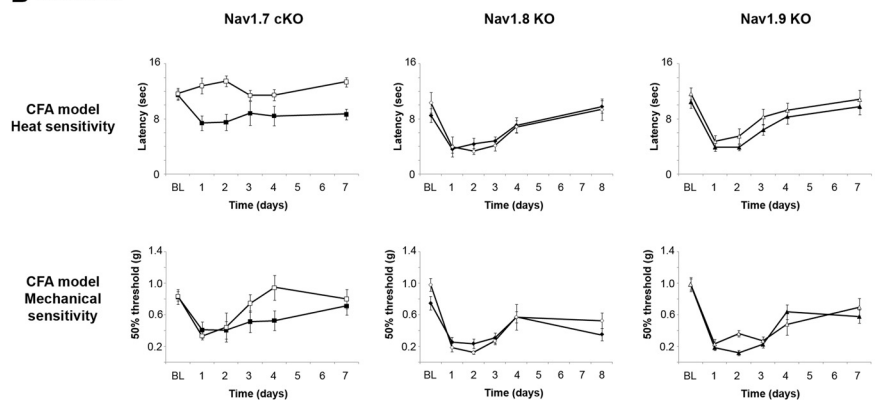 Nav1.7 cKO
Nav1.8 KO
Nav1.9 KO
CFA model
Heat sensitivity
Latency (sec)
16
8
0
BL 1 2 3 4 5 6 7
Time (days)
Latency (sec)
16
8
0
BL 1 2 3 4 5 6 7 8
Time (days)
Latency (sec)
16
8
0
BL 1 2 3 4 5 6 7
Time (days)
CFA model
Mechanical
sensitivity
50% threshold (g)
1.4
1.0
0.6
0.2
BL 1 2 3 4 5 6 7
Time (days)
50% threshold (g)
1.4
1.0
0.6
0.2
BL 1 2 3 4 5 6 7 8
Time (days)
50% threshold (g)
1.4
1.0
0.6
0.2
BL 1 2 3 4 5 6 7
Time (days)